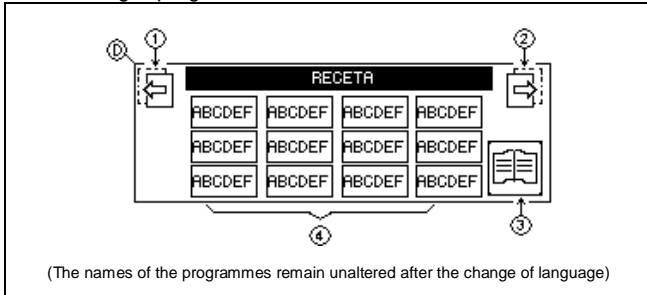 D 1 2
RECETA
ABCDEF ABCDEF ABCDEF ABCDEF
ABCDEF ABCDEF ABCDEF ABCDEF
ABCDEF ABCDEF ABCDEF ABCDEF
4 3
(The names of the programmes remain unaltered after the change of language)